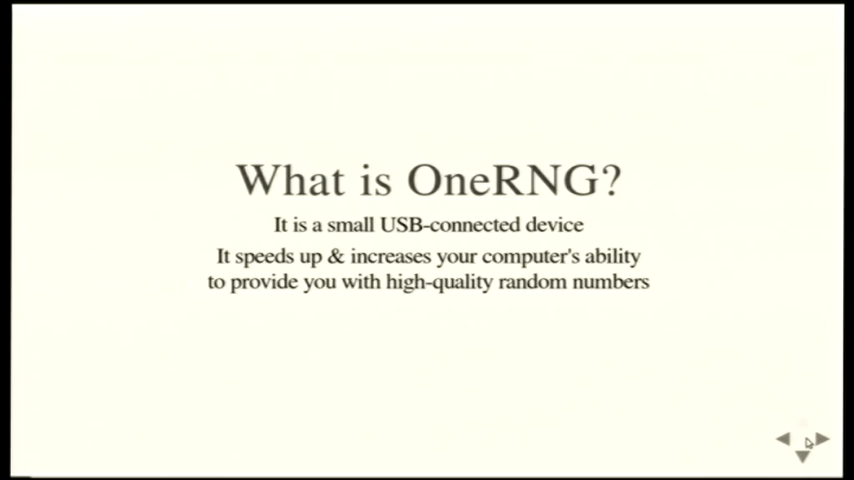 What is OneRNG?
It is a small USB-connected device
It speeds up & increases your computer's ability
to provide you with high-quality random numbers